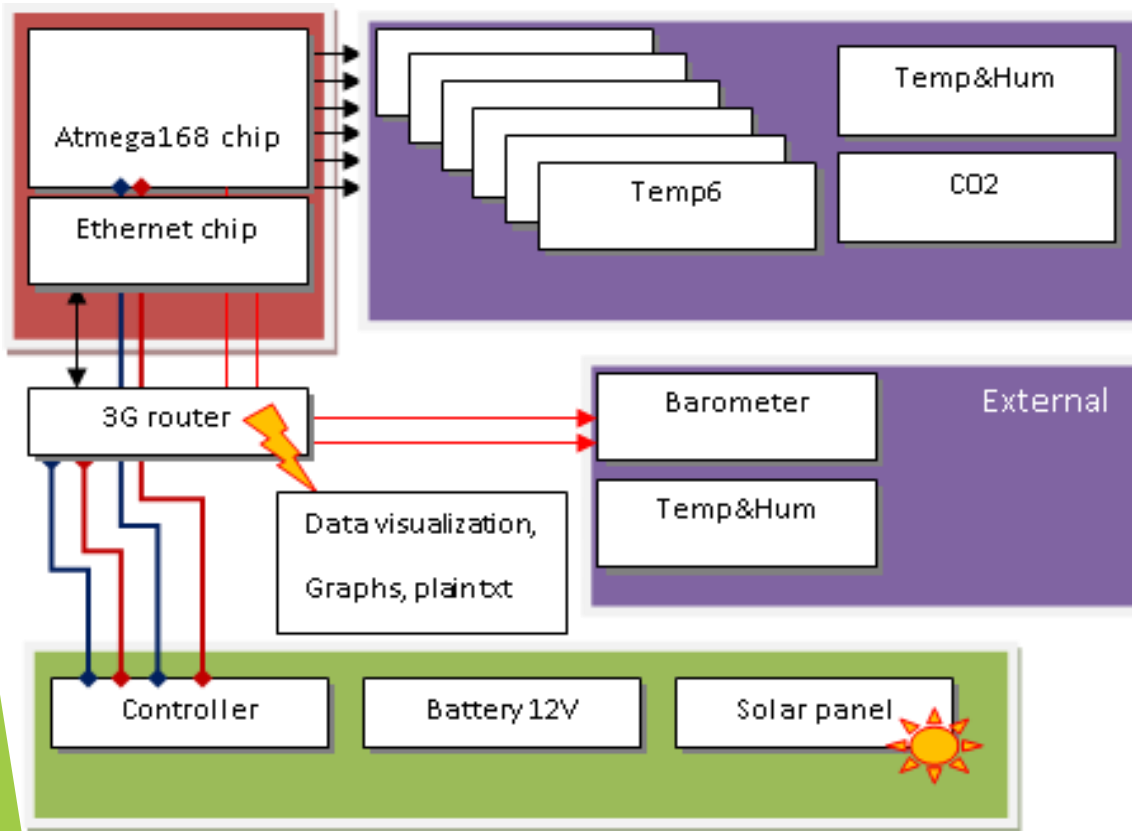 Atmega168 chip
Ethernet chip
Temp6
Temp&Hum
CO2
3G router
Data visualization,
Graphs, plain txt
Barometer
External
Temp&Hum
Controller
Battery 12V
Solar panel